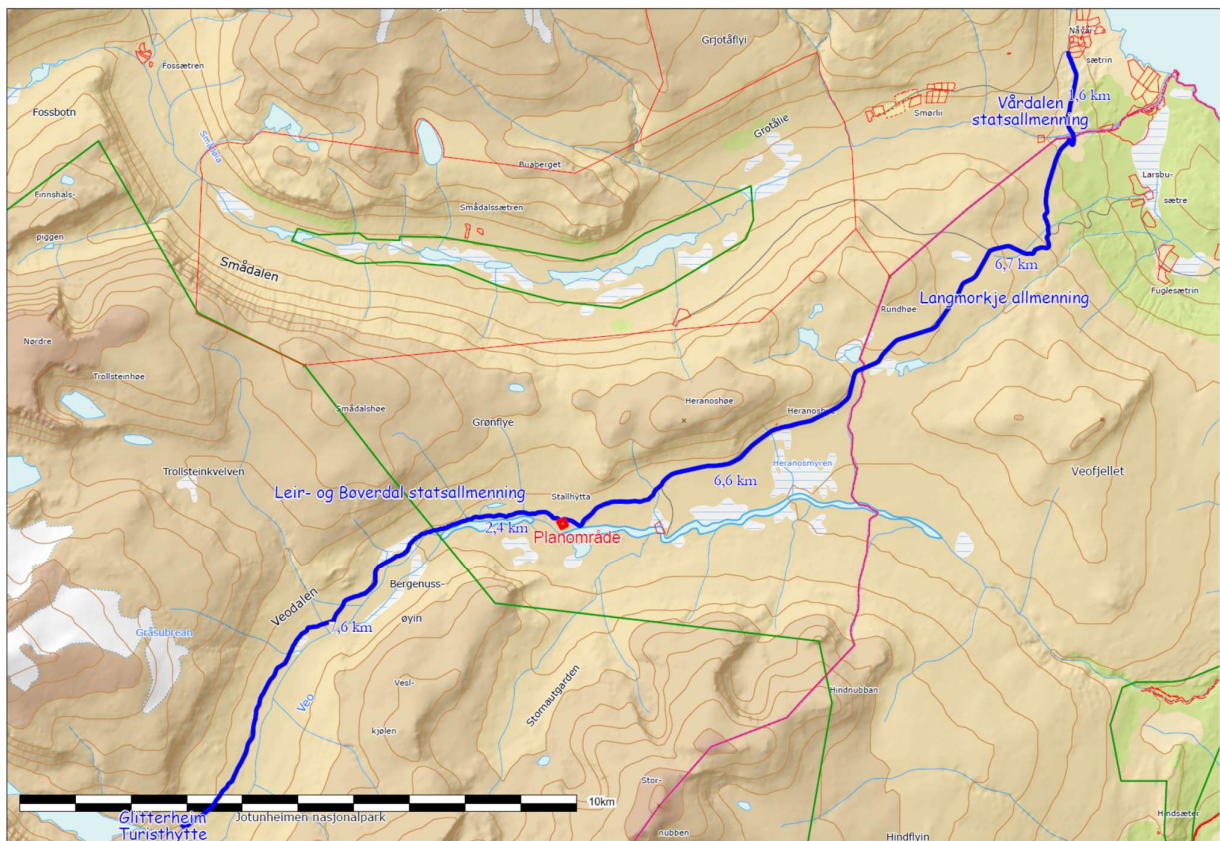 Grjotåflyi
Nåvår-
sætrin
Fossætren
1,6 km
Vårdalen
statsallmenning
Smørlii
Fossbotn
Smådøla
Grotålie
Buaberget
Larsbu-
sætre
Finnshals-
piggen
Smådalssætren
Smådalen
6,7 km
Fuglesætrin
Langmorkje allmenning
Rundhøe
Nørdre
Trollsteinhøe
Smådalshøe
Heranoshøe
Grønflye
Trollsteinkvelven
Heranosmyren
Veofjellet
6,6 km
Leir- og Bøverdal statsallmenning
Stallhytta
2,4 km
Planområde
Bergenuss-
øyin
Veodalen
7,6 km
Gråsubrean
Veo
Vesl-
kjølen
Stornautgarden
Hindnubban
Stor-
nubben
10km
Glitterheim
Turisthytte
Jotunheimen nasjonalpark
Hindflyin
Hindsæter